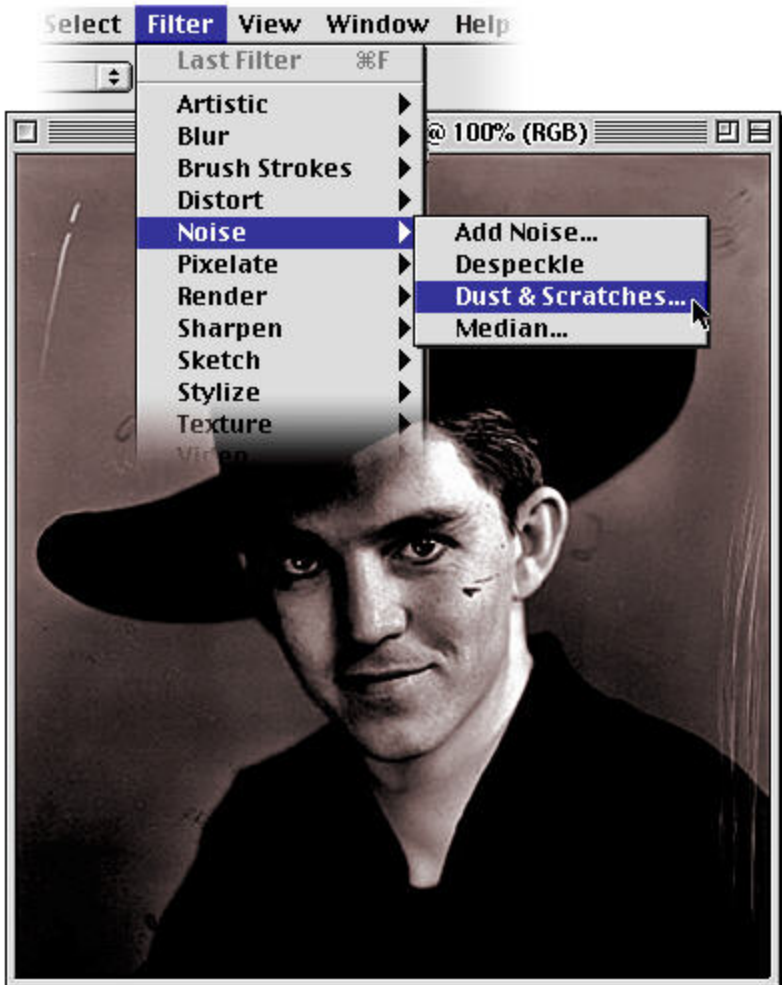 Select Filter View Window Help
Last Filter ⌘F
Artistic
Blur
@ 100% (RGB)
Brush Strokes
Distort
Noise
Add Noise...
Pixelate
Despeckle
Render
Dust & Scratches...
Sharpen
Median...
Sketch
Stylize
Texture
Video